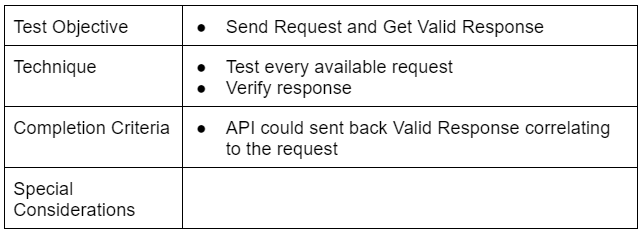 Test Objective ● Send Request and Get Valid Response
Technique ● Test every available request
● Verify response
Completion Criteria ● API could sent back Valid Response correlating
to the request
Special
Considerations